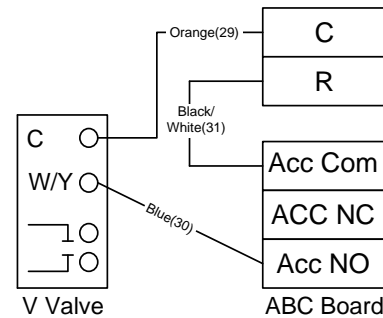 Orange(29)
C
R
Black/
White(31)
C
W/Y
Acc Com
ACC NC
Blue(30)
Acc NO
V Valve
ABC Board